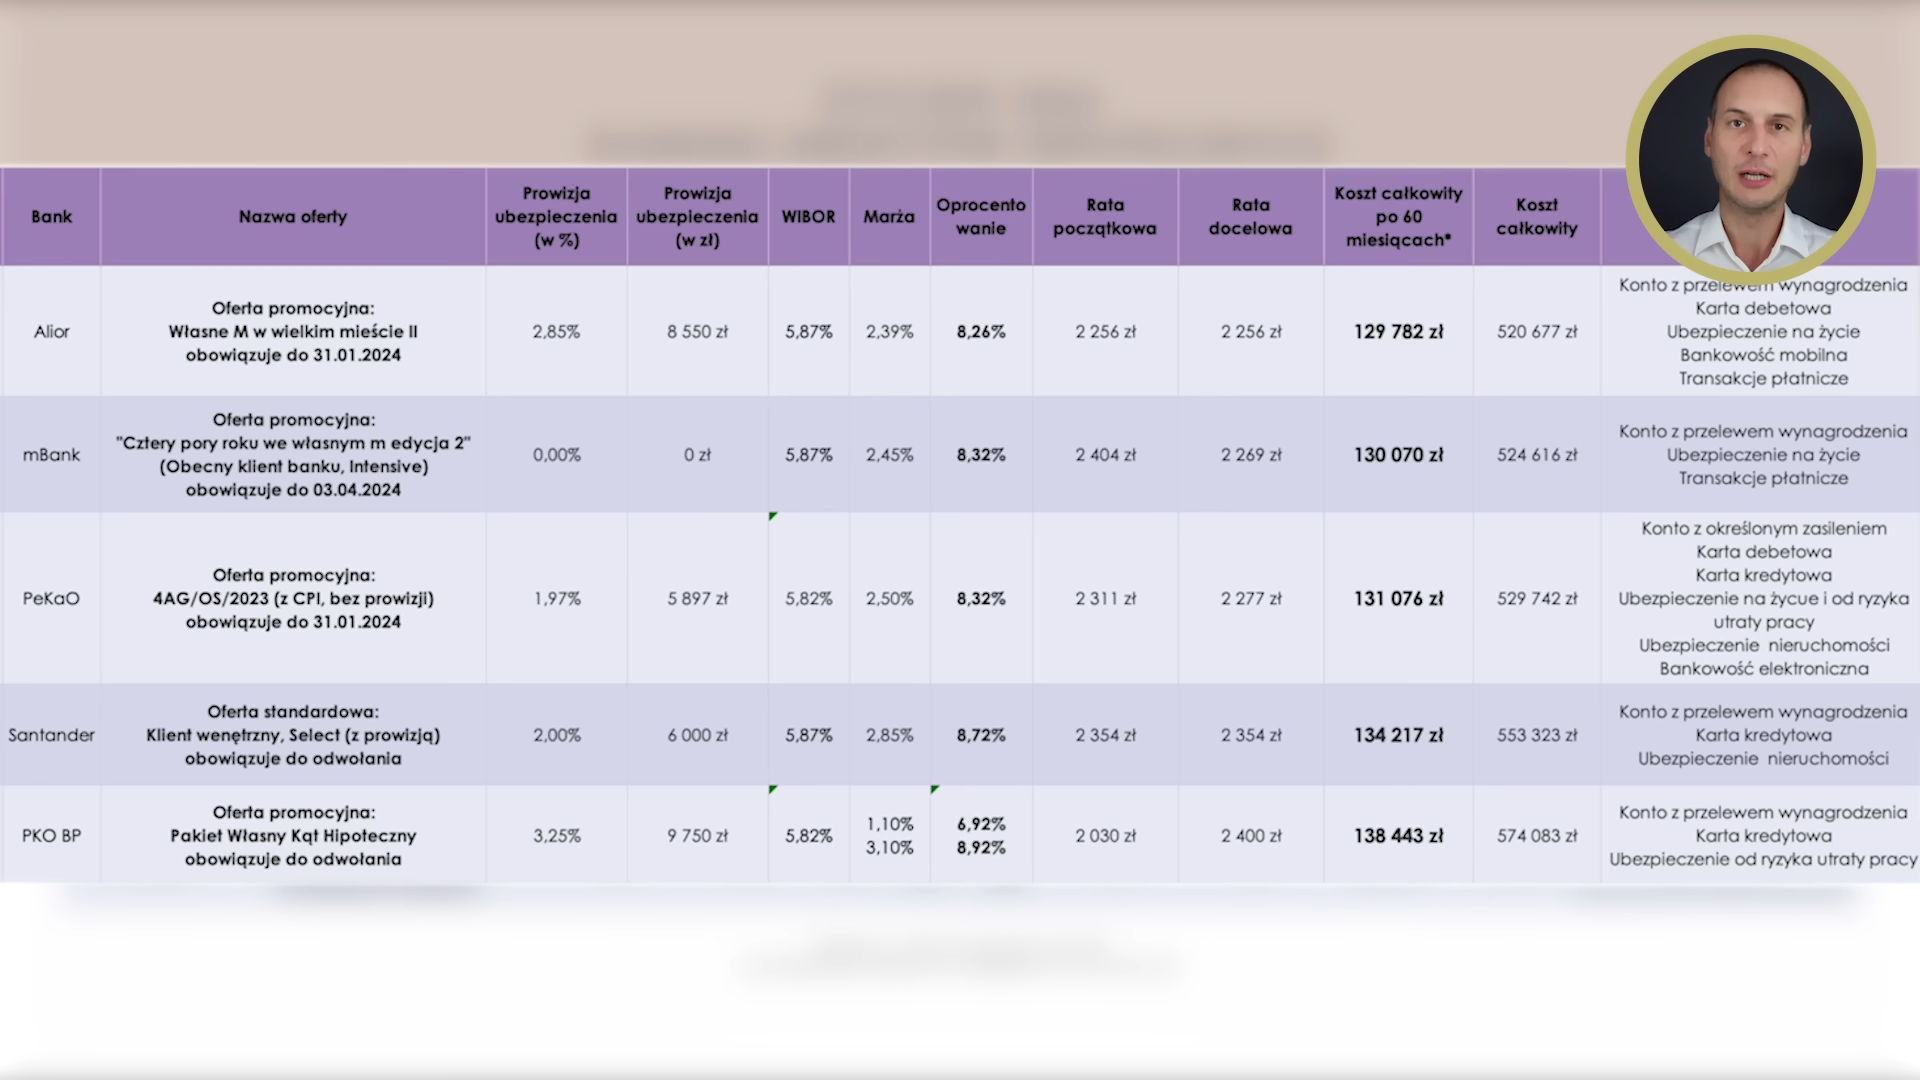 Bank
Nazwa oferty
Prowizja
ubezpieczenia
(w %)
Prowizja
ubezpieczenia
(w zł)
WIBOR
Marża
Oprocento
wanie
Rata
początkowa
Rata
docelowa
Koszt całkowity
po 60
miesiącach*
Koszt
całkowity
Alior
Oferta promocyjna:
Własne M w wielkim mieście II
obowiązuje do 31.01.2024
2,85%
8 550 zł
5,87%
2,39%
8,26%
2 256 zł
2 256 zł
129 782 zł
520 677 zł
Konto z przelewem wynagrodzenia
Karta debetowa
Ubezpieczenie na życie
Bankowość mobilna
Transakcje płatnicze
mBank
Oferta promocyjna:
"Cztery pory roku we własnym m edycja 2"
(Obecny klient banku, Intensive)
obowiązuje do 03.04.2024
0,00%
0 zł
5,87%
2,45%
8,32%
2 404 zł
2 269 zł
130 070 zł
524 616 zł
Konto z przelewem wynagrodzenia
Ubezpieczenie na życie
Transakcje płatnicze
PeKaO
Oferta promocyjna:
4AG/OS/2023 (z CPI, bez prowizji)
obowiązuje do 31.01.2024
1,97%
5 897 zł
5,82%
2,50%
8,32%
2 311 zł
2 277 zł
131 076 zł
529 742 zł
Konto z określonym zasileniem
Karta debetowa
Karta kredytowa
Ubezpieczenie na życue i od ryzyka
utraty pracy
Ubezpieczenie nieruchomości
Bankowość elektroniczna
Santander
Oferta standardowa:
Klient wenętrzny, Select (z prowizją)
obowiązuje do odwołania
2,00%
6 000 zł
5,87%
2,85%
8,72%
2 354 zł
2 354 zł
134 217 zł
553 323 zł
Konto z przelewem wynagrodzenia
Karta kredytowa
Ubezpieczenie nieruchomości
PKO BP
Oferta promocyjna:
Pakiet Własny Kąt Hipoteczny
obowiązuje do odwołania
3,25%
9 750 zł
5,82%
1,10%
3,10%
6,92%
8,92%
2 030 zł
2 400 zł
138 443 zł
574 083 zł
Konto z przelewem wynagrodzenia
Karta kredytowa
Ubezpieczenie od ryzyka utraty pracy